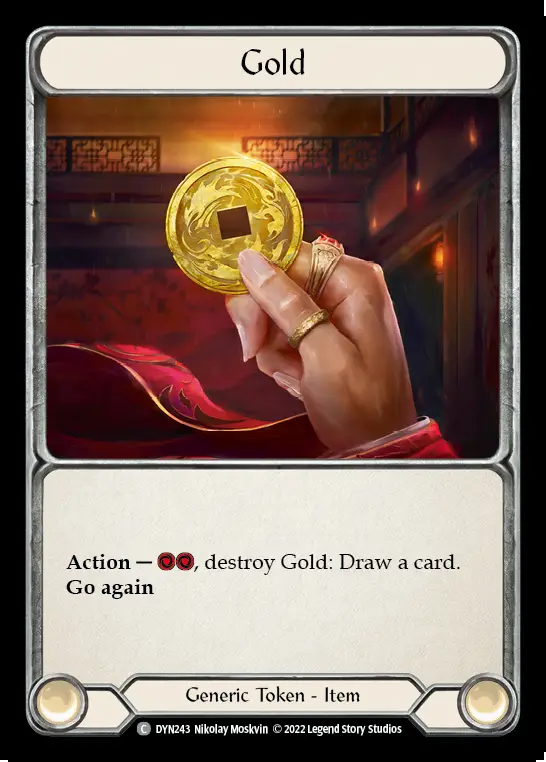 Gold
Action — , destroy Gold: Draw a card.
Go again
Generic Token - Item
C DYN243 Nikolay Moskvin © 2022 Legend Story Studios